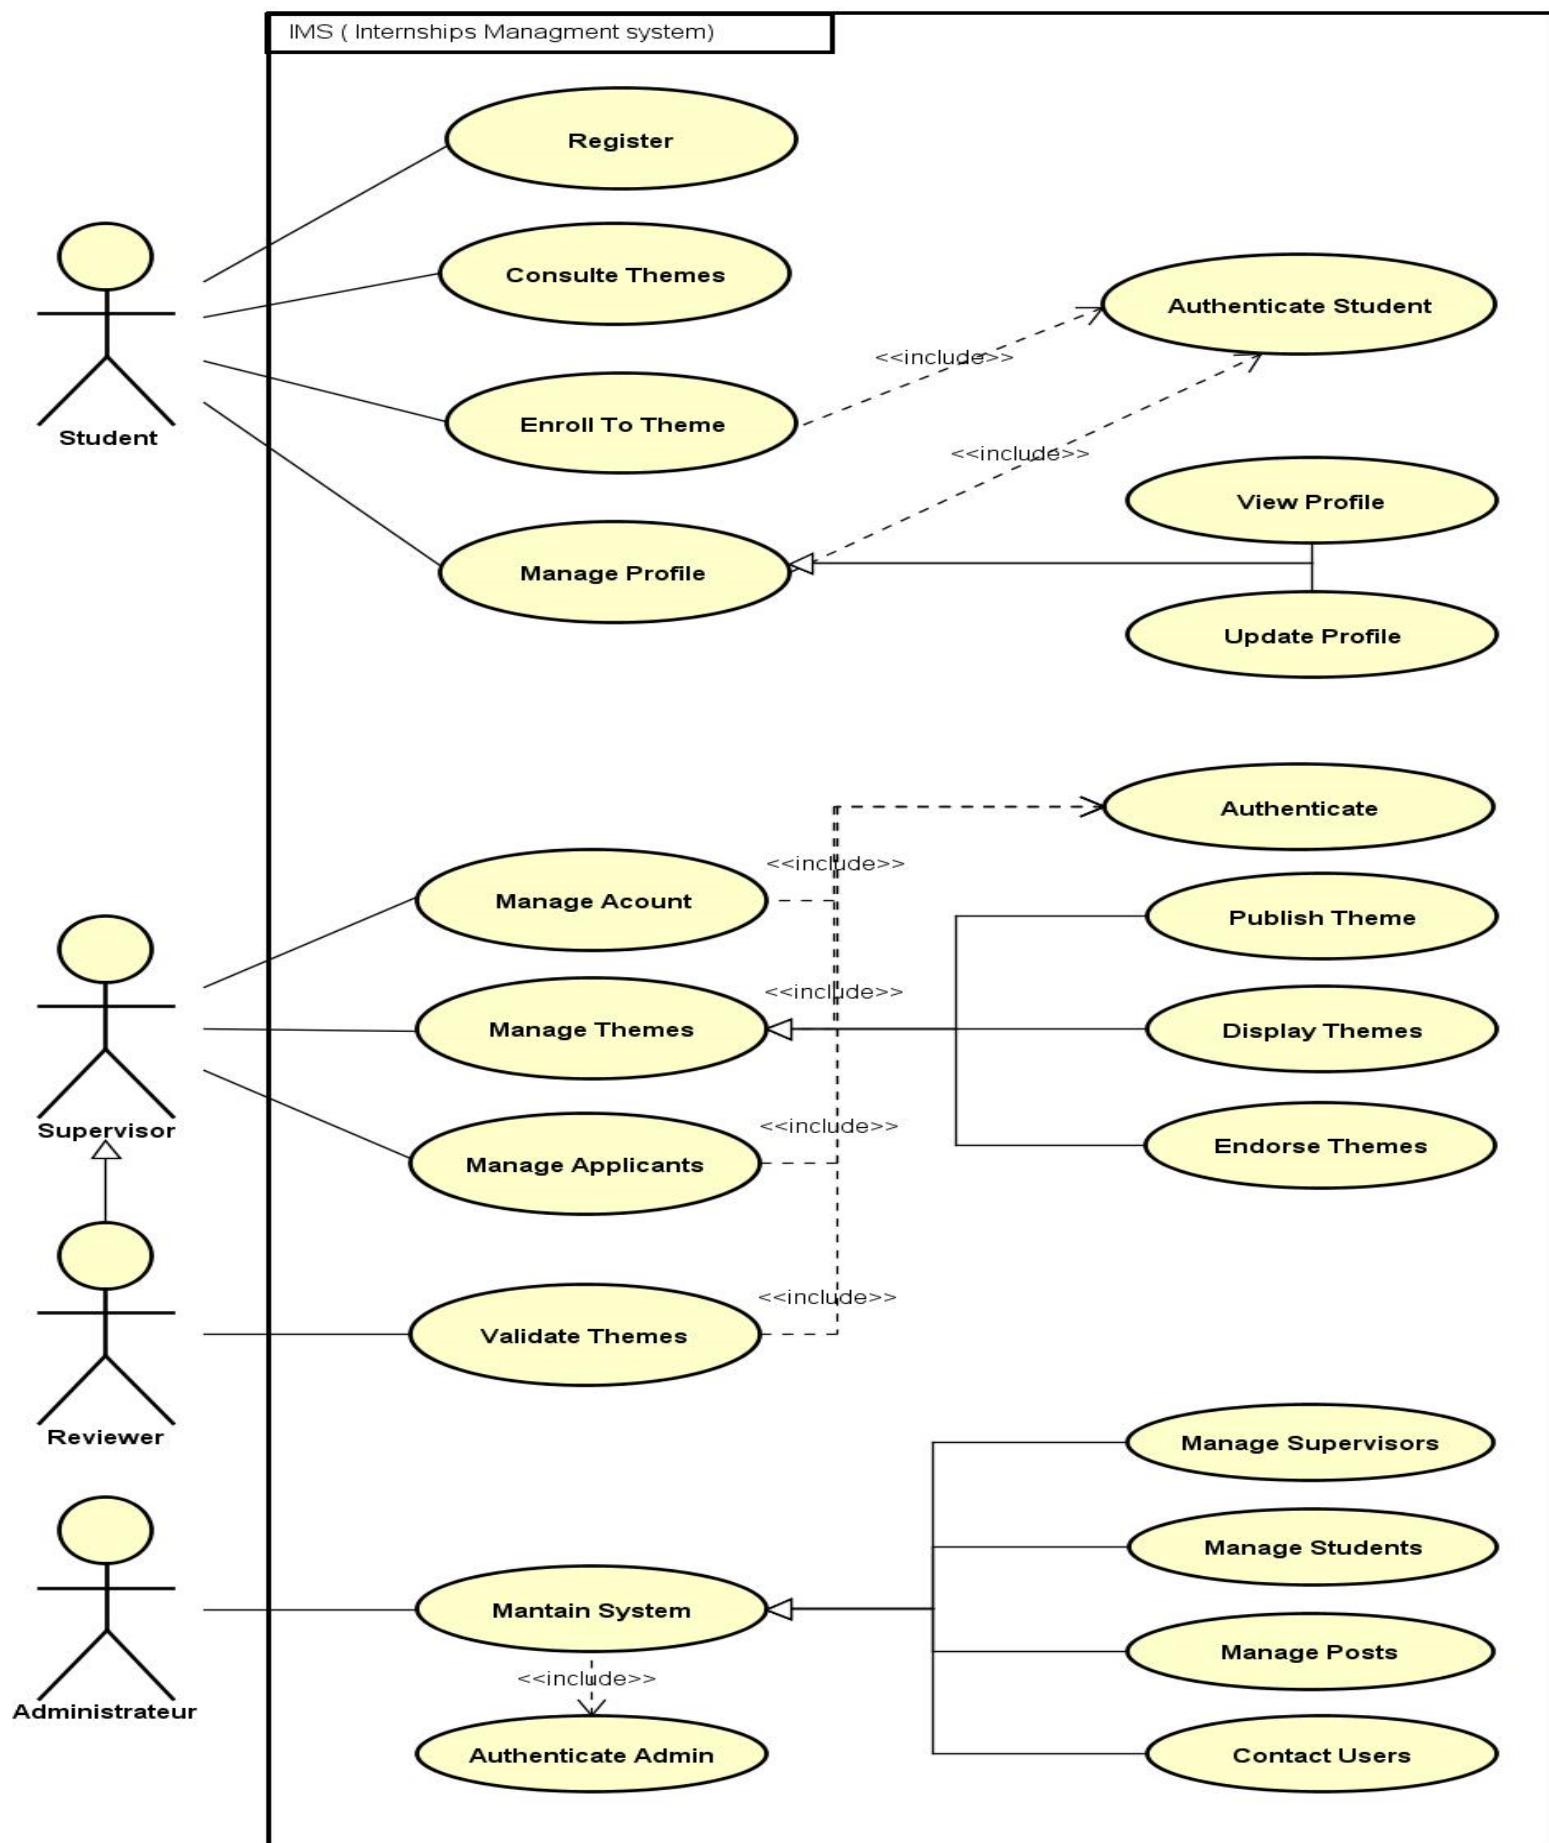 IMS ( Internships Managment system)
Register
Consulte Themes
Authenticate Student
<<include>>
Enroll To Theme
Student
<<include>>
View Profile
Manage Profile
Update Profile
Authenticate
<<include>>
Manage Acount
Publish Theme
<<include>>
Manage Themes
Display Themes
<<include>>
Supervisor
Endorse Themes
Manage Applicants
<<include>>
Validate Themes
Reviewer
Manage Supervisors
Manage Students
Mantain System
Manage Posts
<<include>>
Administrateur
Authenticate Admin
Contact Users